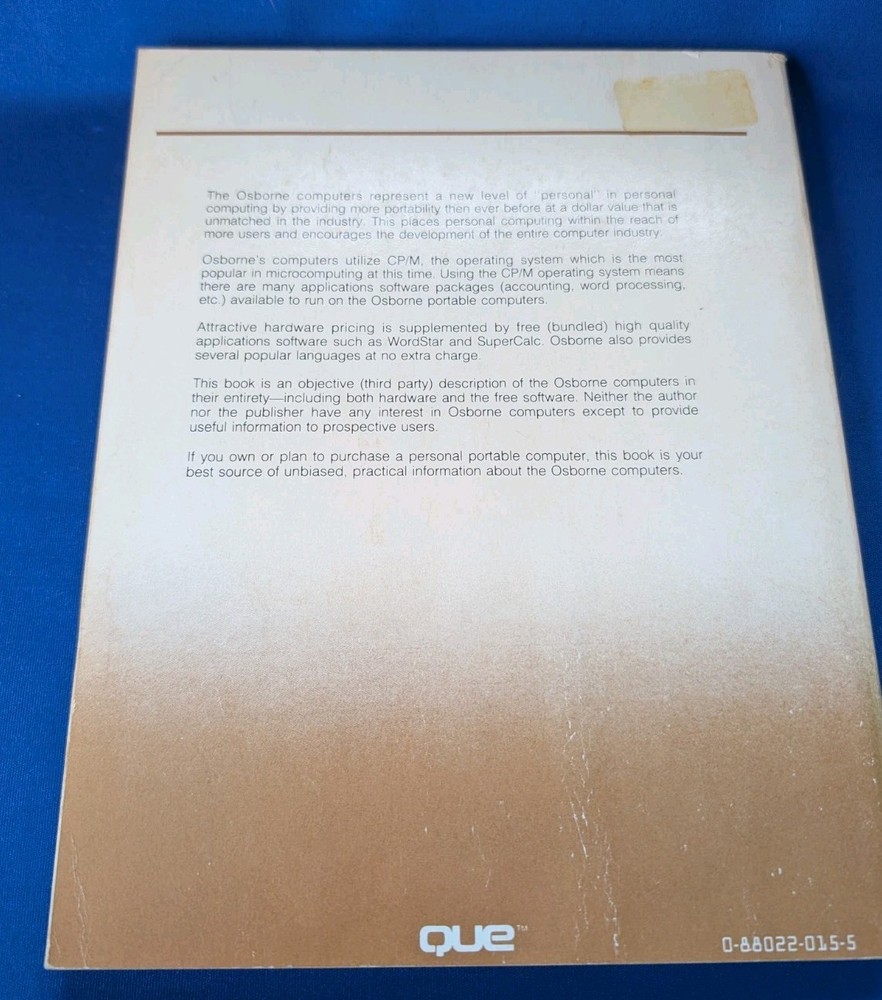 The Osborne computers represent a new level of "personal" in personal
computing by providing more portability then ever before at a dollar value that is
unmatched in the industry. This places personal computing within the reach of
more users and encourages the development of the entire computer industry.
Osborne's computers utilize CP/M, the operating system which is the most
popular in microcomputing at this time. Using the CP/M operating system means
there are many applications software packages (accounting, word processing,
etc.) available to run on the Osborne portable computers.
Attractive hardware pricing is supplemented by free (bundled) high quality
applications software such as WordStar and SuperCalc. Osborne also provides
several popular languages at no extra charge.
This book is an objective (third party) description of the Osborne computers in
their entirety—including both hardware and the free software. Neither the author
nor the publisher have any interest in Osborne computers except to provide
useful information to prospective users.
If you own or plan to purchase a personal portable computer, this book is your
best source of unbiased, practical information about the Osborne computers.
QUE™
0-88022-015-5